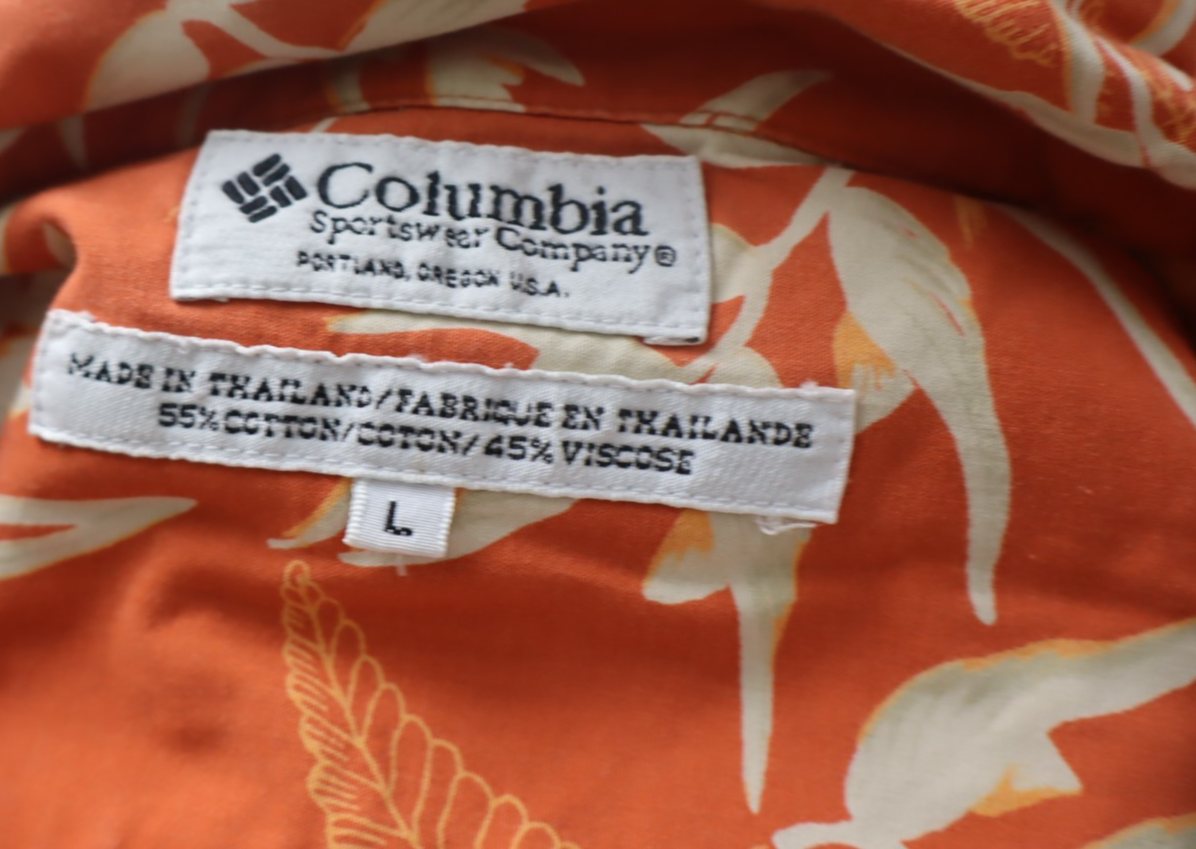 Columbia
Sportswear Company®
PORTLAND, OREGON U.S.A.
MADE IN THAILAND/FABRIQUE EN THAILANDE
55% COTTON/COTON/45% VISCOSE
L